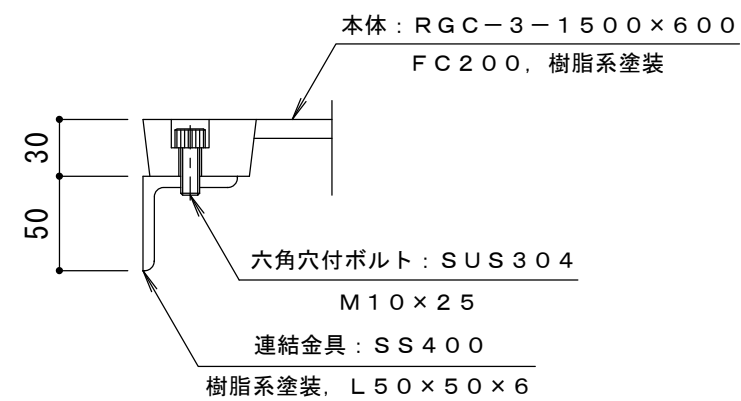 本体：ＲＧＣ－３－１５００×６００
ＦＣ２００，樹脂系塗装
30
50
六角穴付ボルト：ＳＵＳ３０４
Ｍ１０×２５
連結金具：ＳＳ４００
樹脂系塗装，Ｌ５０×５０×６